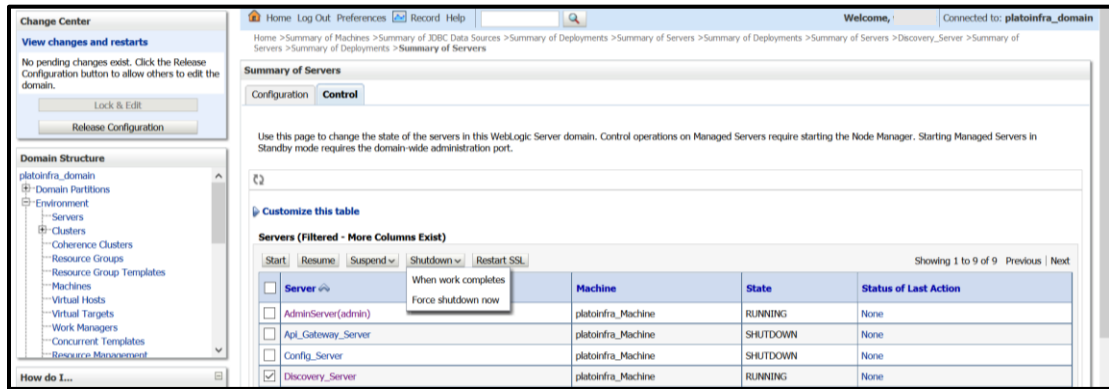 Change Center
View changes and restarts
No pending changes exist. Click the Release
Configuration button to allow others to edit the
domain.
Lock & Edit
Release Configuration
Domain Structure
platoinfra_domain
Domain Partitions
Environment
Servers
Clusters
Coherence Clusters
Resource Groups
Resource Group Templates
Machines
Virtual Hosts
Virtual Targets
Work Managers
Concurrent Templates
Resource Management
How do I...
Home Log Out Preferences Record Help
Welcome,
Connected to: platoinfra_domain
Home >Summary of Machines >Summary of JDBC Data Sources >Summary of Deployments >Summary of Servers >Summary of Deployments >Summary of Servers >Discovery_Server >Summary of
Servers >Summary of Deployments >Summary of Servers
Summary of Servers
Configuration Control
Use this page to change the state of the servers in this WebLogic Server domain. Control operations on Managed Servers require starting the Node Manager. Starting Managed Servers in
Standby mode requires the domain-wide administration port.
Customize this table
Servers (Filtered - More Columns Exist)
Start Resume Suspend Shutdown Restart SSL
Showing 1 to 9 of 9 Previous | Next
When work completes
Force shutdown now
Server Machine State Status of Last Action
AdminServer(admin) platoinfra_Machine RUNNING None
Api_Gateway_Server platoinfra_Machine SHUTDOWN None
Config_Server platoinfra_Machine SHUTDOWN None
Discovery_Server platoinfra_Machine RUNNING None